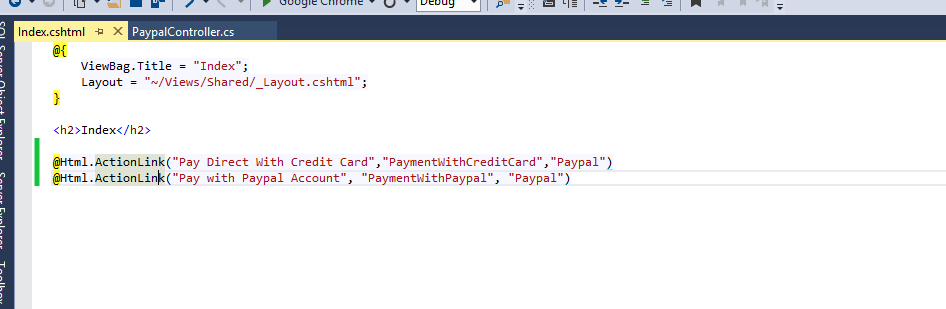 Google Chrome
Debug
Index.cshtml
PaypalController.cs
@{
ViewBag.Title = "Index";
Layout = "~/Views/Shared/_Layout.cshtml";
}
<h2>Index</h2>
@Html.ActionLink("Pay Direct With Credit Card","PaymentWithCreditCard","Paypal")
@Html.ActionLink("Pay with Paypal Account", "PaymentWithPaypal", "Paypal")
Server Object Explorer
Server Explorer
Toolbox